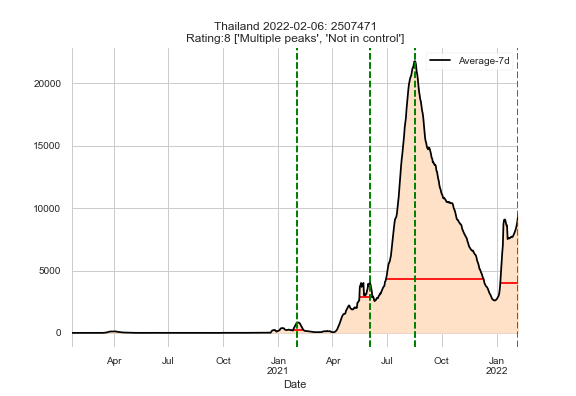 Thailand 2022-02-06: 2507471
Rating:8 ['Multiple peaks', 'Not in control']
Average-7d
20000
15000
10000
5000
0
Apr Jul Oct Jan Apr Jul Oct Jan
2021 2022
Date